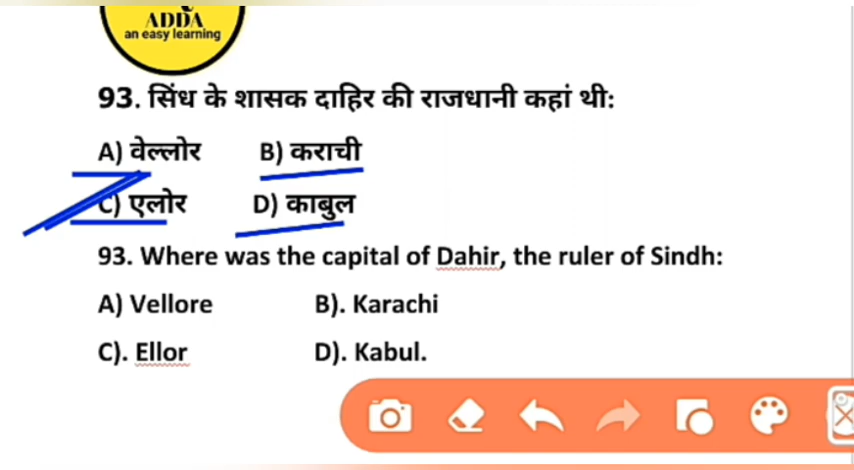 ADDA
an easy learning
93. सिंध के शासक दाहिर की राजधानी कहां थी:
A) वेल्लोर B) कराची
C) एलोर D) काबुल
93. Where was the capital of Dahir, the ruler of Sindh:
A) Vellore B). Karachi
C). Ellor D). Kabul.